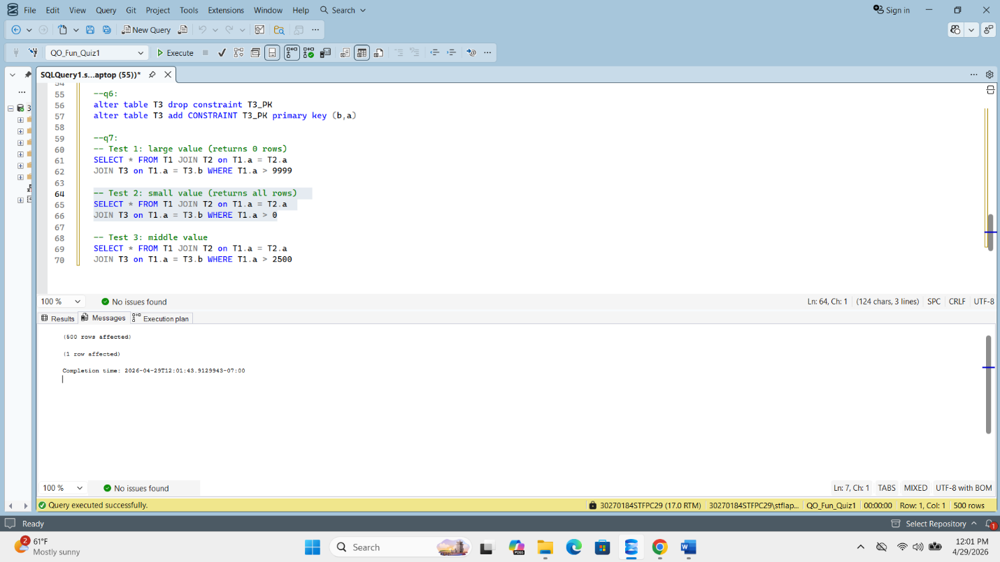 File Edit View Query Git Project Tools Extensions Window Help Search Sign in
New Query
QO_Fun_Quiz1 Execute
SQLQuery1.s...aptop (55))*
54
55 --q6:
56 alter table T3 drop constraint T3_PK
57 alter table T3 add CONSTRAINT T3_PK primary key (b,a)
58
59 --q7:
60 -- Test 1: large value (returns 0 rows)
61 SELECT * FROM T1 JOIN T2 on T1.a = T2.a
62 JOIN T3 on T1.a = T3.b WHERE T1.a > 9999
63
64 -- Test 2: small value (returns all rows)
65 SELECT * FROM T1 JOIN T2 on T1.a = T2.a
66 JOIN T3 on T1.a = T3.b WHERE T1.a > 0
67
68 -- Test 3: middle value
69 SELECT * FROM T1 JOIN T2 on T1.a = T2.a
70 JOIN T3 on T1.a = T3.b WHERE T1.a > 2500
3
100 % No issues found Ln: 64, Ch: 1 (124 chars, 3 lines) SPC CRLF UTF-8
Results Messages Execution plan
(500 rows affected)
(1 row affected)
Completion time: 2026-04-29T12:01:43.9129943-07:00
100 % No issues found Ln: 7, Ch: 1 TABS MIXED UTF-8 with BOM
Query executed successfully. 30270184STFPC29 (17.0 RTM) 30270184STFPC29\stflap... QO_Fun_Quiz1 00:00:00 Row: 1, Col: 1 500 rows
Ready Select Repository 1
2 61°F
Mostly sunny
Search
M365
12:01 PM
4/29/2026